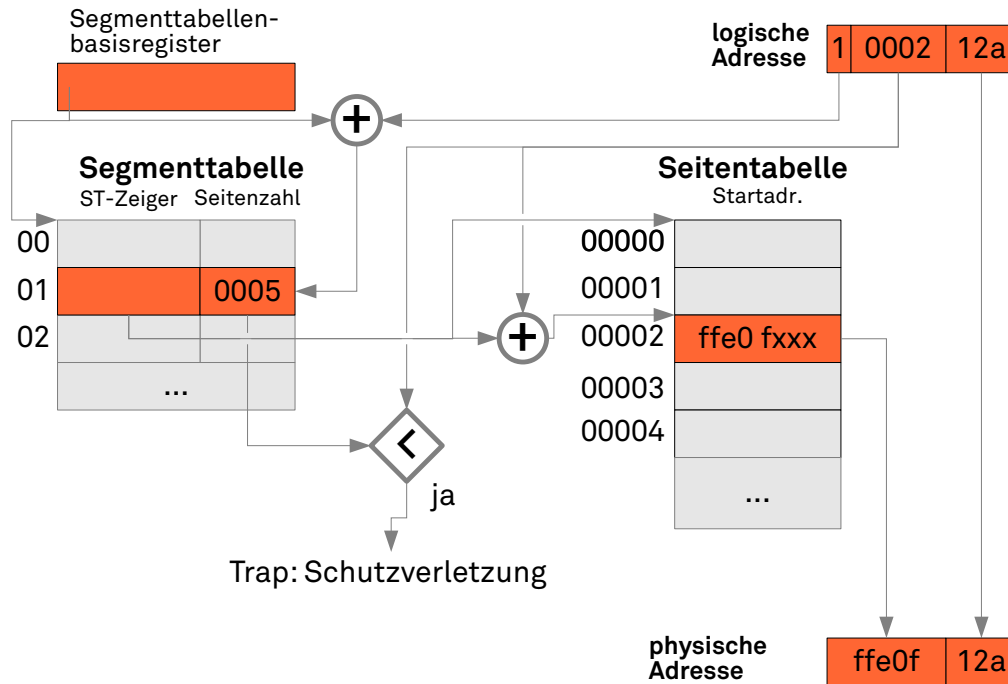 Segmenttabellen-
basisregister
logische
Adresse
1 0002 12a
+
Segmenttabelle
ST-Zeiger Seitenzahl
Seitentabelle
Startadr.
00
01 0005
02
...
+
00000
00001
00002 ffe0 fxxx
00003
00004
...
<
ja
Trap: Schutzverletzung
physische
Adresse
ffe0f 12a